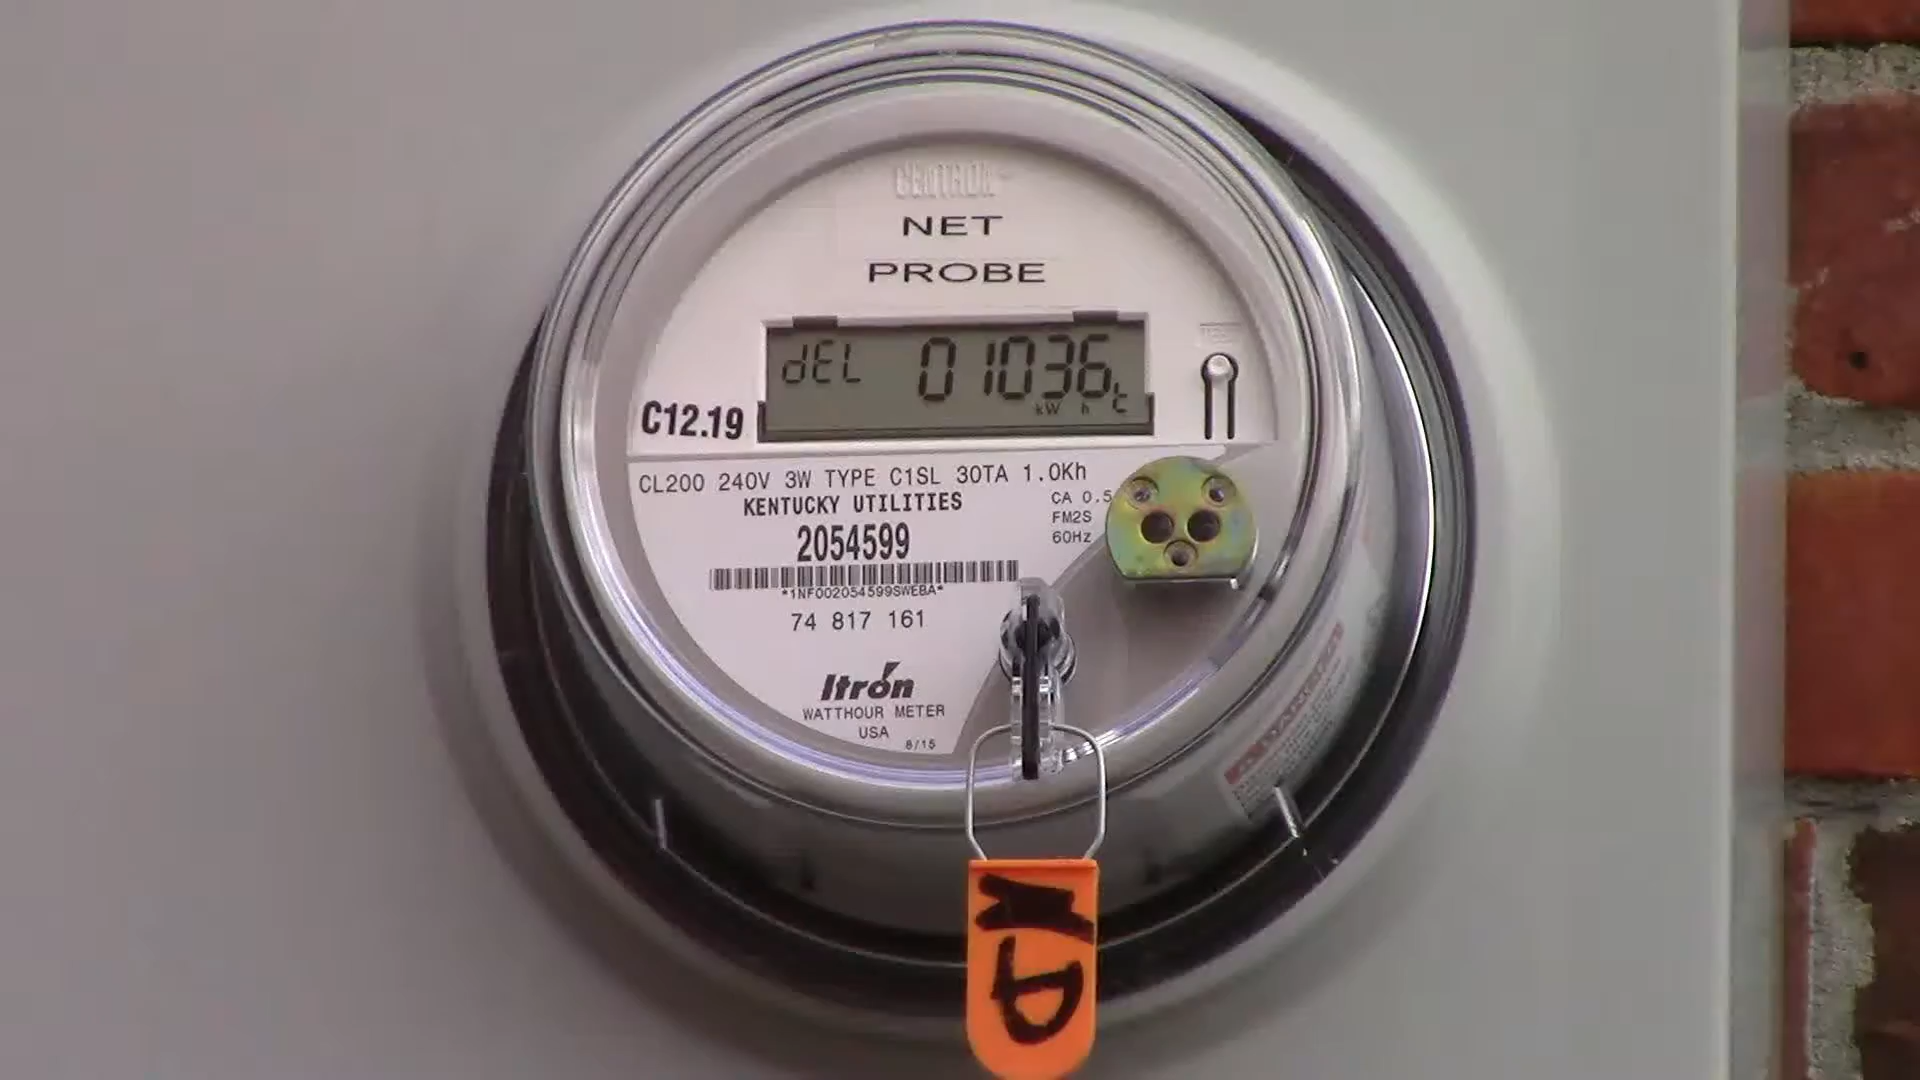 CENTRON
NET
PROBE
dEL 01036 c
kW h
C12.19
CL200 240V 3W TYPE C1SL 30TA 1.0Kh
KENTUCKY UTILITIES
CA 0.5
FM2S
60Hz
2054599
*1NF002054599SWEBA*
74 817 161
Itron
WATTHOUR METER
USA
8/15